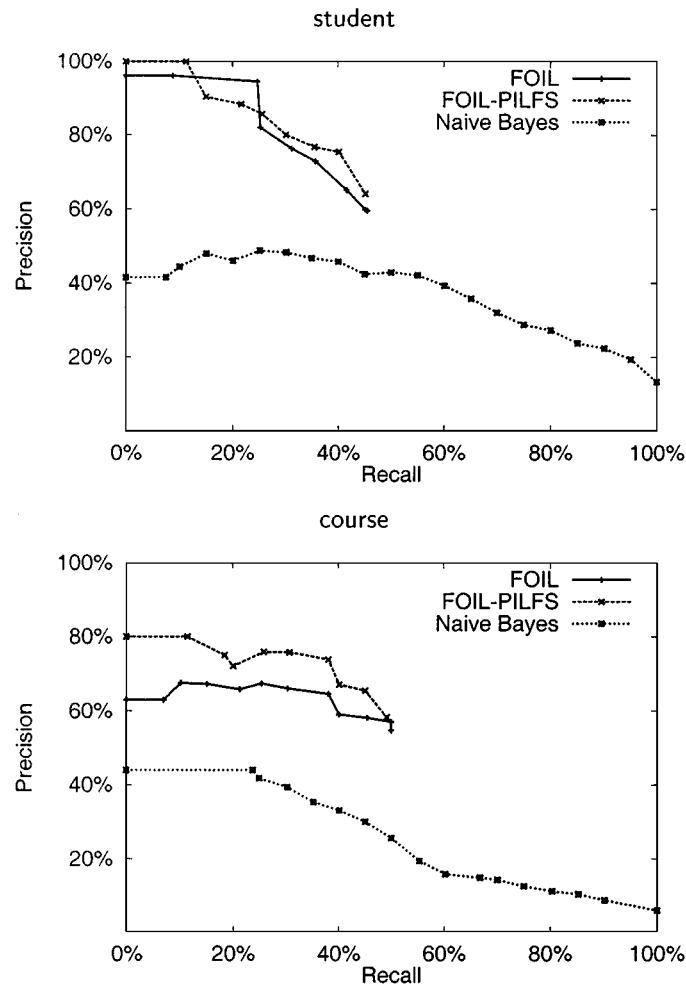 student
100%
80%
60%
40%
20%
Precision
FOIL
FOIL-PILFS
Naive Bayes
0% 20% 40% 60% 80% 100%
Recall
course
100%
80%
60%
40%
20%
Precision
FOIL
FOIL-PILFS
Naive Bayes
0% 20% 40% 60% 80% 100%
Recall